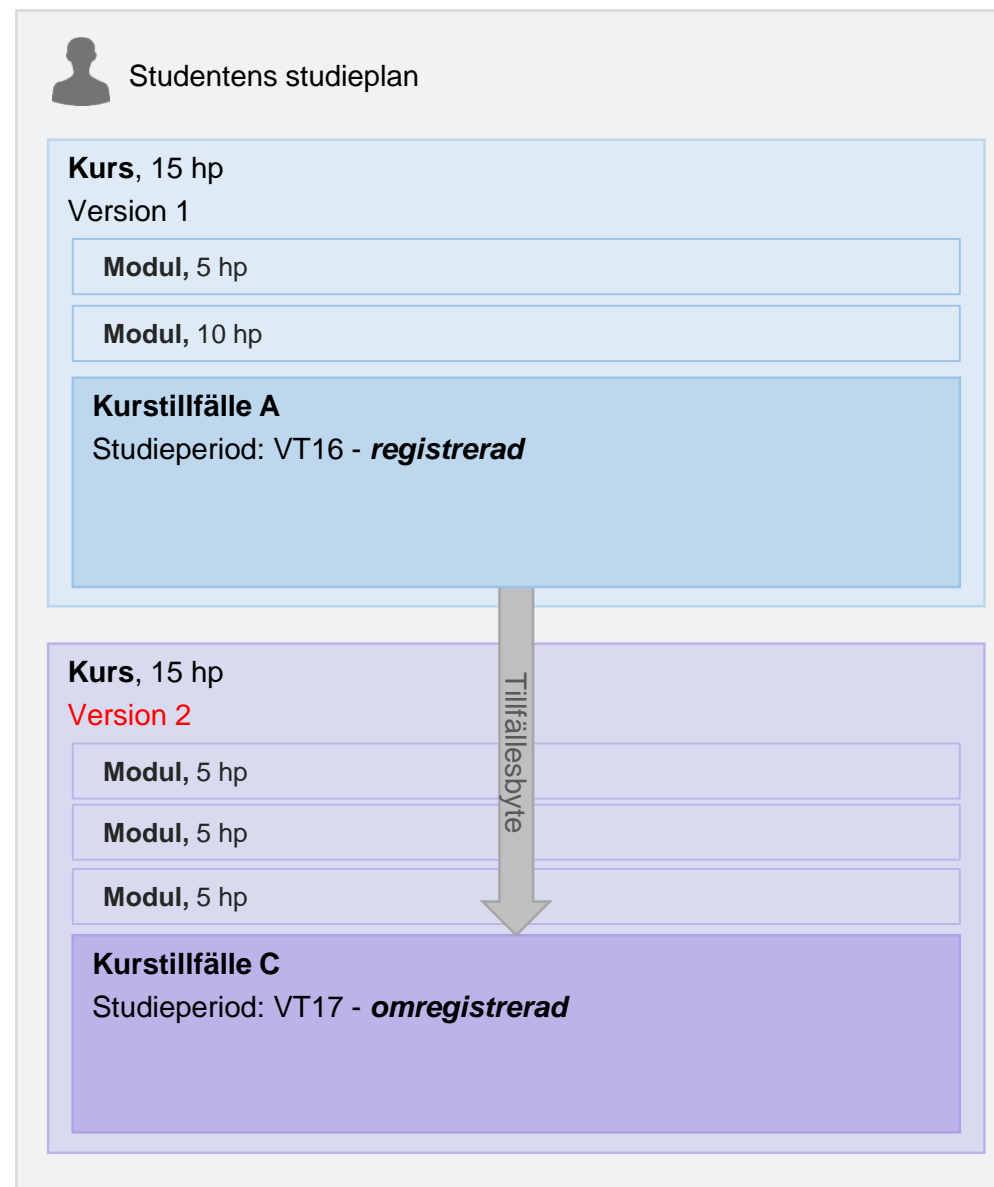 Studentens studieplan
Kurs, 15 hp
Version 1
Modul, 5 hp
Modul, 10 hp
Kurstillfälle A
Studieperiod: VT16 - registrerad
Tillfällesbyte
Kurs, 15 hp
Version 2
Modul, 5 hp
Modul, 5 hp
Modul, 5 hp
Kurstillfälle C
Studieperiod: VT17 - omregistrerad